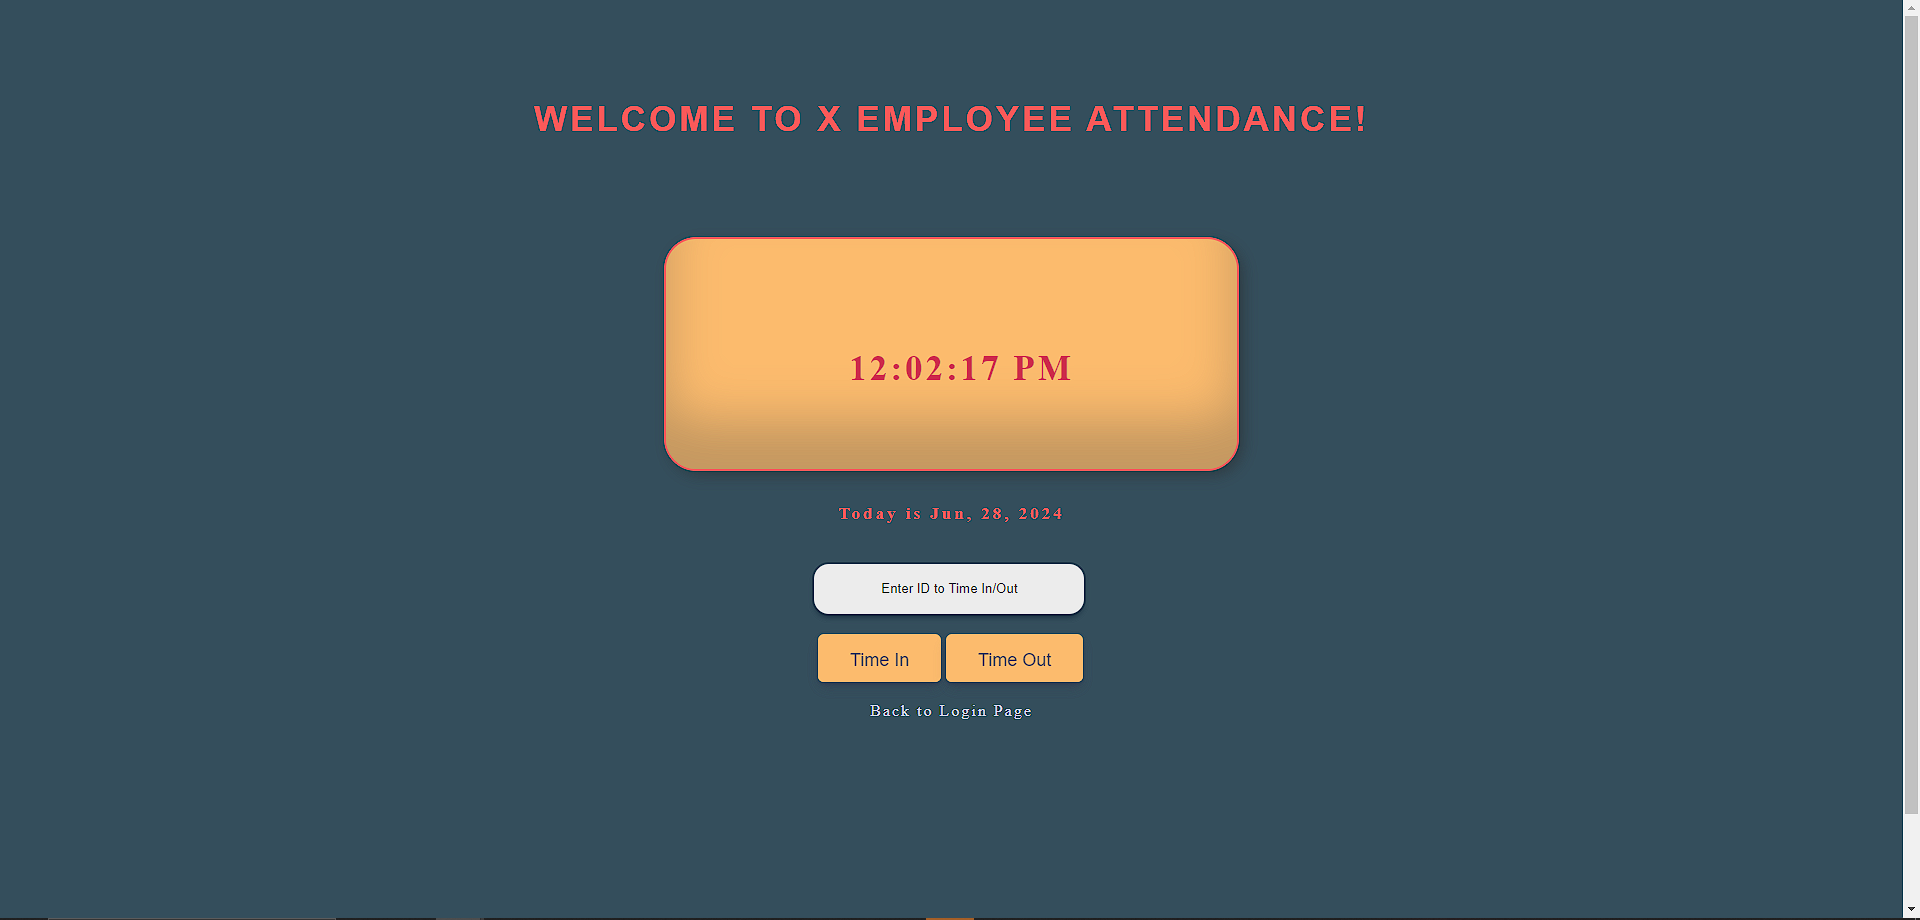 WELCOME TO X EMPLOYEE ATTENDANCE!
12:02:17 PM
Today is Jun, 28, 2024
Enter ID to Time In/Out
Time In Time Out
Back to Login Page